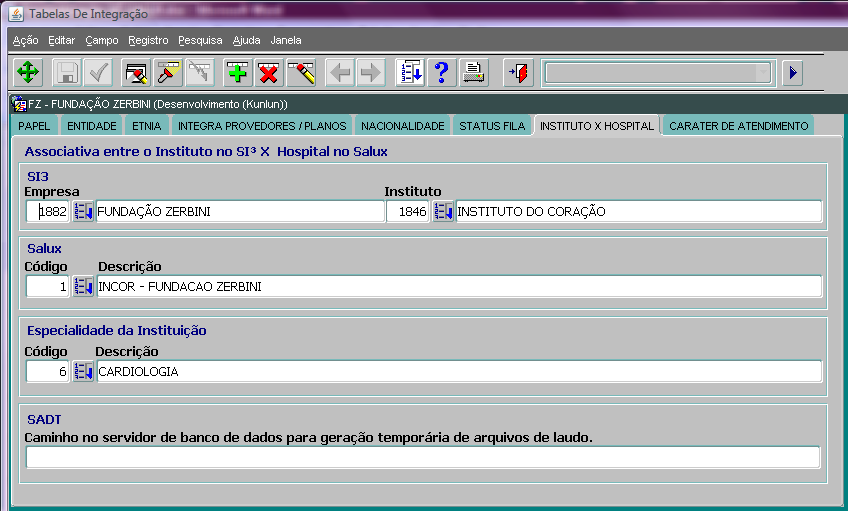 Tabelas De Integração
Ação Editar Campo Registro Pesquisa Ajuda Janela
FZ - FUNDAÇÃO ZERBINI (Desenvolvimento (Kunlun))
PAPEL ENTIDADE ETNIA INTEGRA PROVEDORES / PLANOS NACIONALIDADE STATUS FILA INSTITUTO X HOSPITAL CARATER DE ATENDIMENTO
Associativa entre o Instituto no SI³ X Hospital no Salux
SI3
Empresa Instituto
1882 FUNDAÇÃO ZERBINI 1846 INSTITUTO DO CORAÇÃO
Salux
Código Descrição
1 INCOR - FUNDACAO ZERBINI
Especialidade da Instituição
Código Descrição
6 CARDIOLOGIA
SADT
Caminho no servidor de banco de dados para geração temporária de arquivos de laudo.